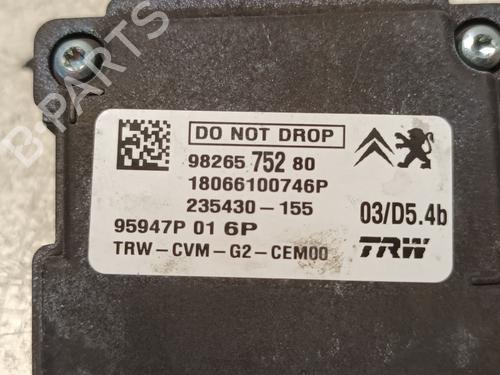 DO NOT DROP
98265 752 80
18066100746P
235430-155
03/D5.4b
95947P 01 6P
TRW-CVM-G2-CEM00
TRW
B-PARTS